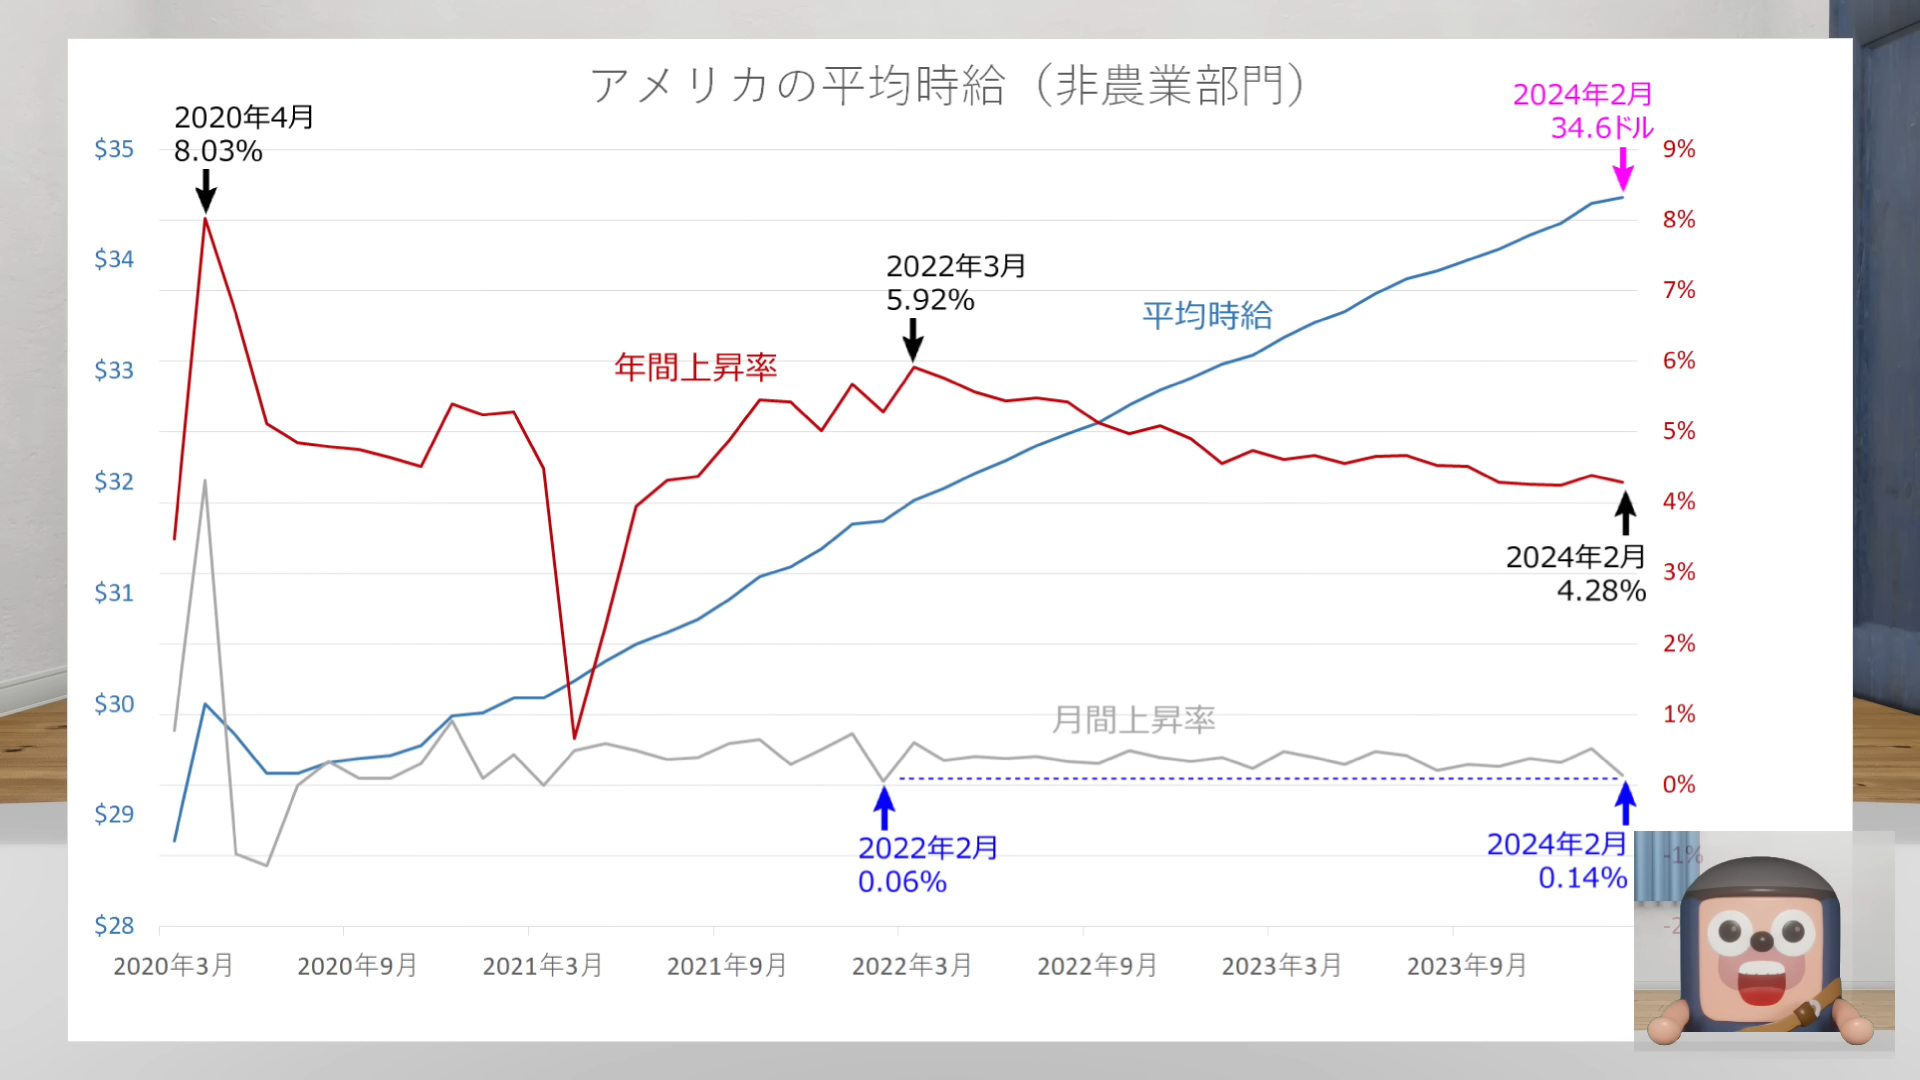 アメリカの平均時給（非農業部門）
2020年4月
8.03%
2024年2月
34.6ドル
$35
$34
$33
$32
$31
$30
$29
$28
9%
8%
7%
6%
5%
4%
3%
2%
1%
0%
-1%
2022年3月
5.92%
平均時給
年間上昇率
2024年2月
4.28%
月間上昇率
2022年2月
0.06%
2024年2月
0.14%
2020年3月
2020年9月
2021年3月
2021年9月
2022年3月
2022年9月
2023年3月
2023年9月